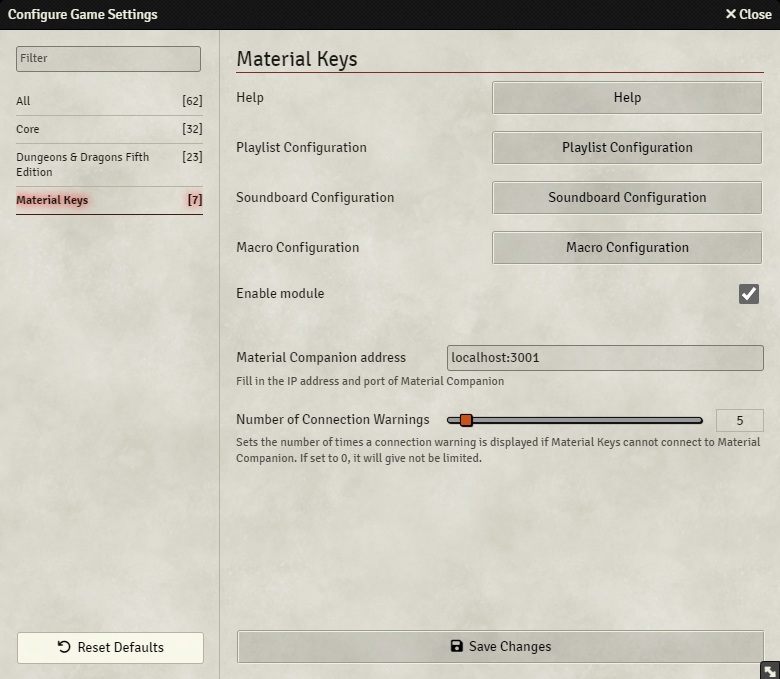 Configure Game Settings
Close
Filter
All [62]
Core [32]
Dungeons & Dragons Fifth [23]
Edition
Material Keys [7]
Reset Defaults
Material Keys
Help Help
Playlist Configuration Playlist Configuration
Soundboard Configuration Soundboard Configuration
Macro Configuration Macro Configuration
Enable module
Material Companion address localhost:3001
Fill in the IP address and port of Material Companion
Number of Connection Warnings 5
Sets the number of times a connection warning is displayed if Material Keys cannot connect to Material
Companion. If set to 0, it will give not be limited.
Save Changes